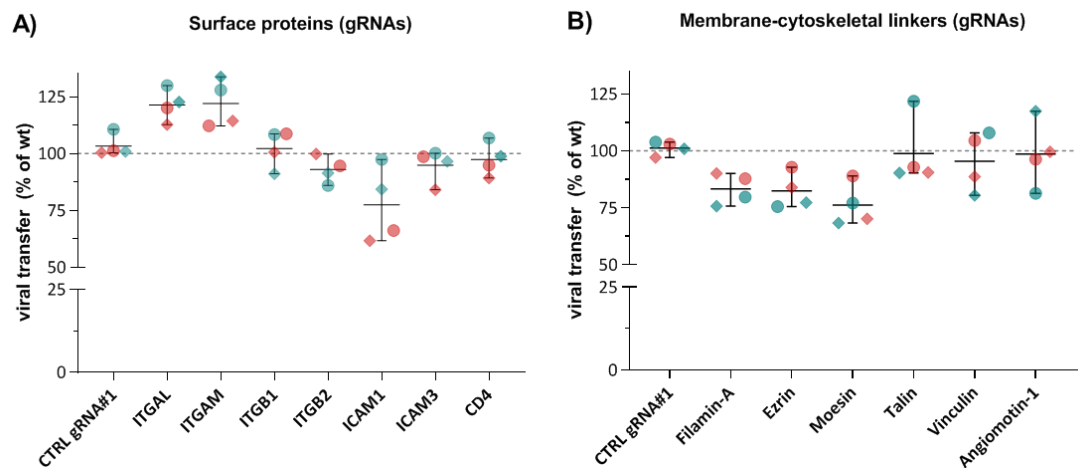 A)
Surface proteins (gRNAs)
viral transfer (% of wt)
125
100
75
50
25
0
CTRL gRNA#1
ITGAL
ITGAM
ITGB1
ITGB2
ICAM1
ICAM3
CD4
B)
Membrane-cytoskeletal linkers (gRNAs)
viral transfer (% of wt)
125
100
75
50
25
0
CTRL gRNA#1
Filamin-A
Ezrin
Moesin
Talin
Vinculin
Angiomotin-1